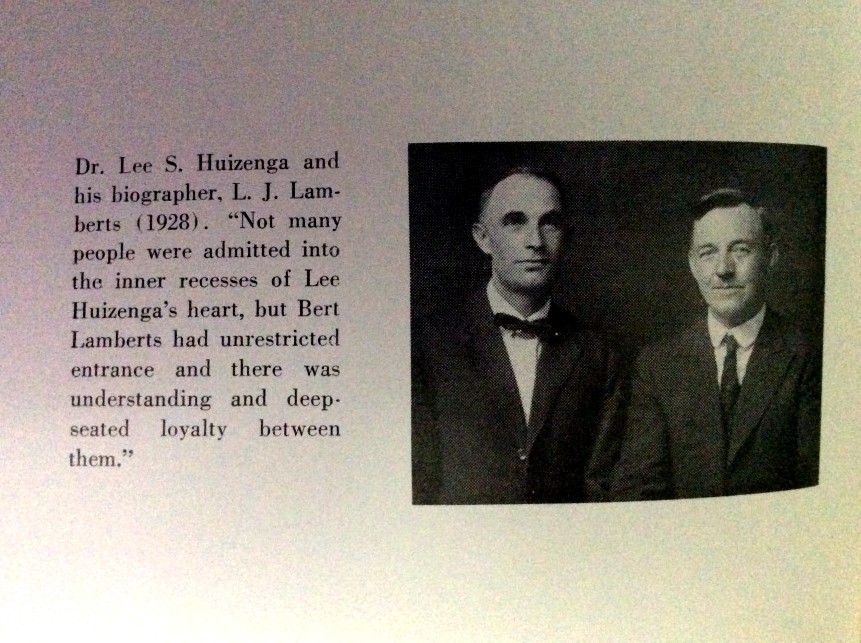 Dr. Lee S. Huizenga and
his biographer, L. J. Lam-
berts (1928). “Not many
people were admitted into
the inner recesses of Lee
Huizenga’s heart, but Bert
Lamberts had unrestricted
entrance and there was
understanding and deep-
seated loyalty between
them.”